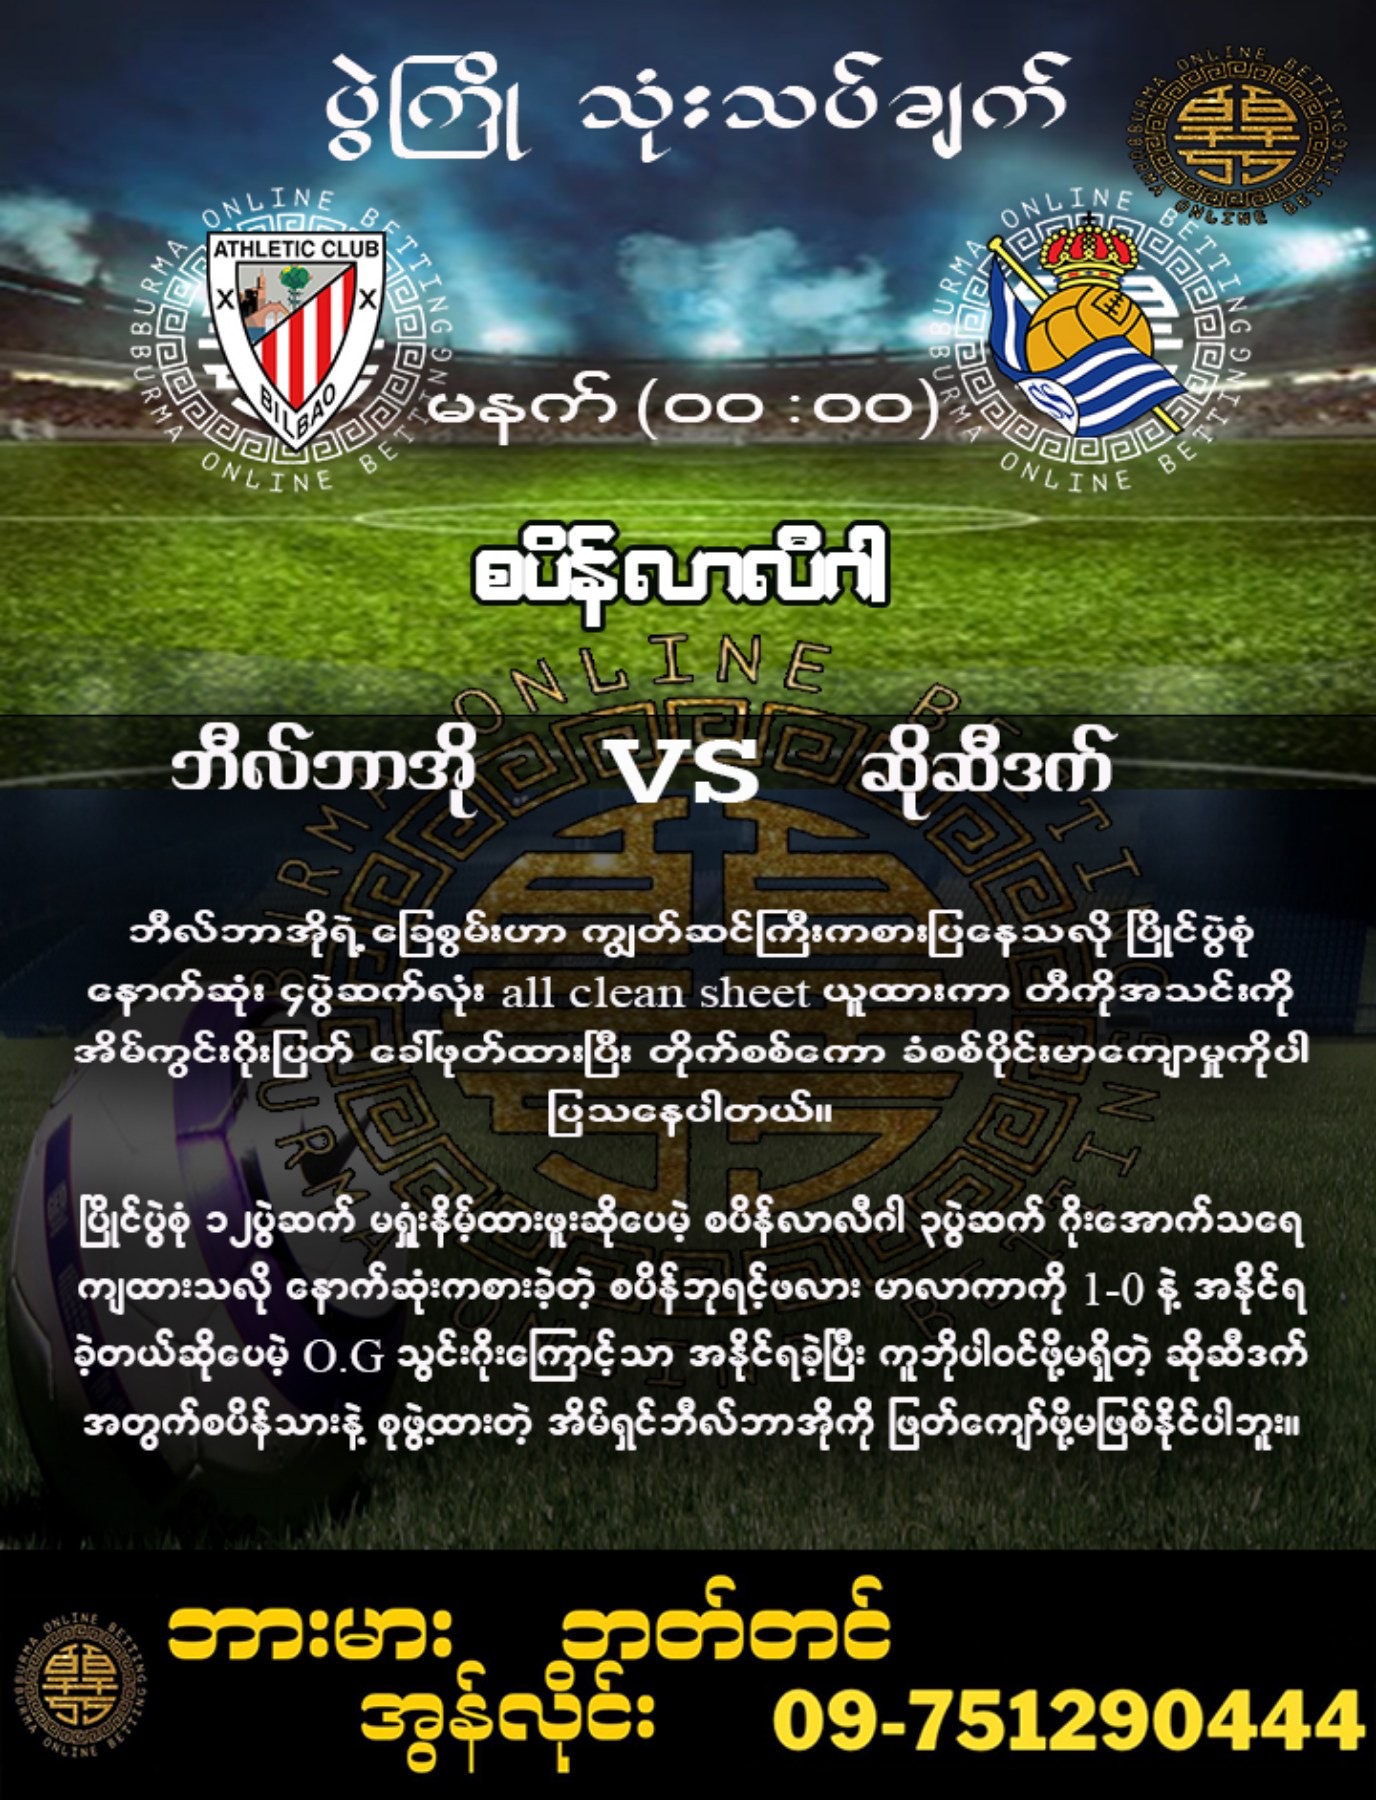 ပွဲကြို သုံးသပ်ချက်
BURMA ONLINE BETTING
ATHLETIC CLUB
BILBAO
မနက် (၀၀ :၀၀)
စပိန်လာလီဂါ
ဘီလ်ဘာအို vs ဆိုဆီဒက်
ဘီလ်ဘာအိုရဲ့ ခြေစွမ်းဟာ ကျွတ်ဆင်ကြီးကစားပြနေသလို ပြိုင်ပွဲစုံ
နောက်ဆုံး ၄ပွဲဆက်လုံး all clean sheet ယူထားကာ တီကိုအသင်းကို
အိမ်ကွင်းဂိုးပြတ် ခေါ်ဖုတ်ထားပြီး တိုက်စစ်ကော ခံစစ်ပိုင်းမာကျောမှုကိုပါ
ပြသနေပါတယ်။
ပြိုင်ပွဲစုံ ၁၂ပွဲဆက် မရှုံးနိမ့်ထားဖူးဆိုပေမဲ့ စပိန်လာလီဂါ ၃ပွဲဆက် ဂိုးအောက်သရေ
ကျထားသလို နောက်ဆုံးကစားခဲ့တဲ့ စပိန်ဘုရင့်ဖလား မာလာကာကို 1-0 နဲ့ အနိုင်ရ
ခဲ့တယ်ဆိုပေမဲ့ O.G သွင်းဂိုးကြောင့်သာ အနိုင်ရခဲ့ပြီး ကူဘိုပါဝင်ဖို့မရှိတဲ့ ဆိုဆီဒက်
အတွက်စပိန်သားနဲ့ စုဖွဲ့ထားတဲ့ အိမ်ရှင်ဘီလ်ဘာအိုကို ဖြတ်ကျော်ဖို့မဖြစ်နိုင်ပါဘူး။
ဘားမား ဘတ်တင်
အွန်လိုင်း 09-751290444